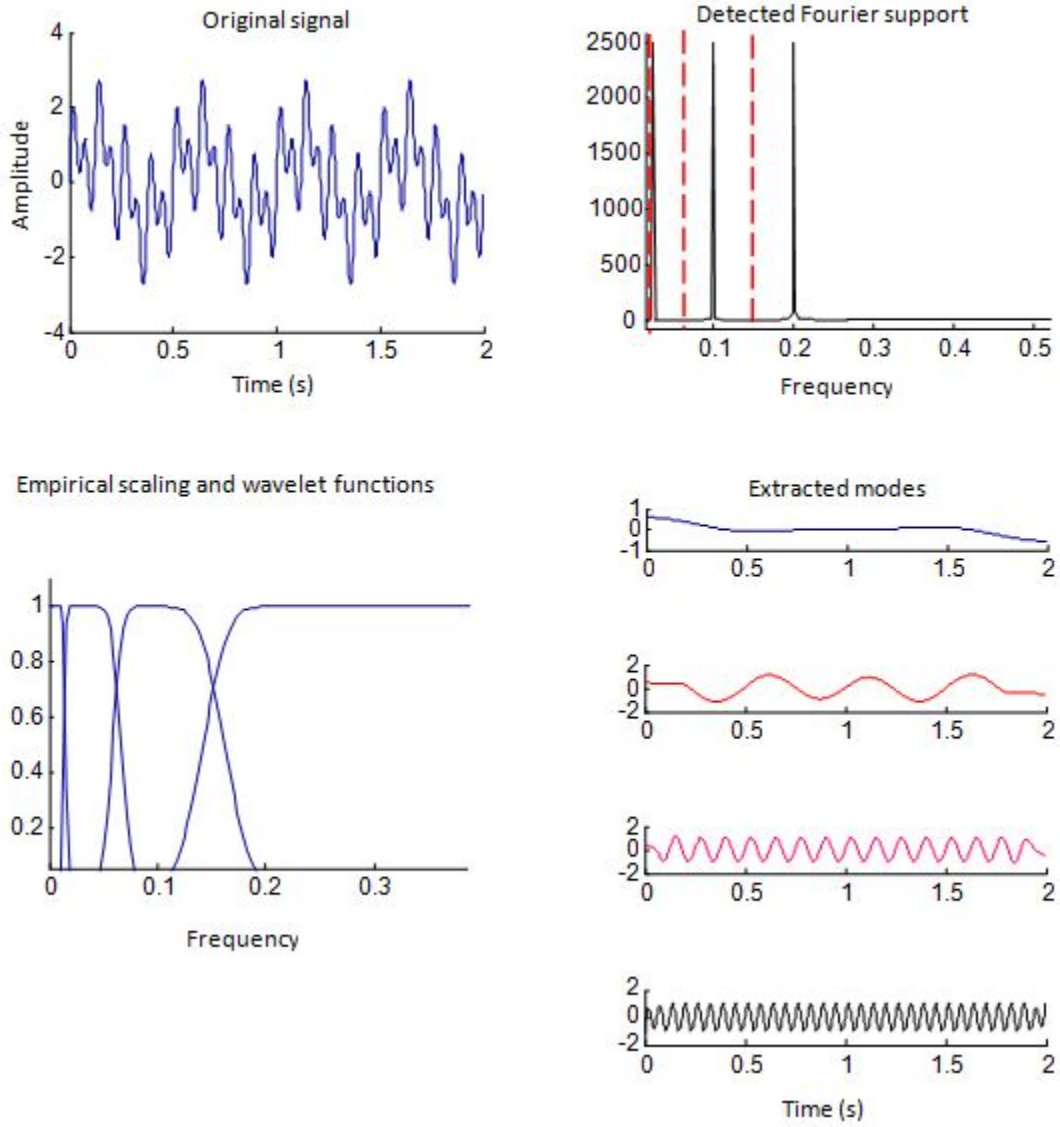 Original signal
4
2
0
-2
-4
Amplitude
0 0.5 1 1.5 2
Time (s)
Detected Fourier support
2500
2000
1500
1000
500
0
0.1 0.2 0.3 0.4 0.5
Frequency
Empirical scaling and wavelet functions
1
0.8
0.6
0.4
0.2
0 0.1 0.2 0.3
Frequency
Extracted modes
1
0
-1
0 0.5 1 1.5 2
2
0
-2
0 0.5 1 1.5 2
2
0
-2
0 0.5 1 1.5 2
2
0
-2
0 0.5 1 1.5 2
Time (s)